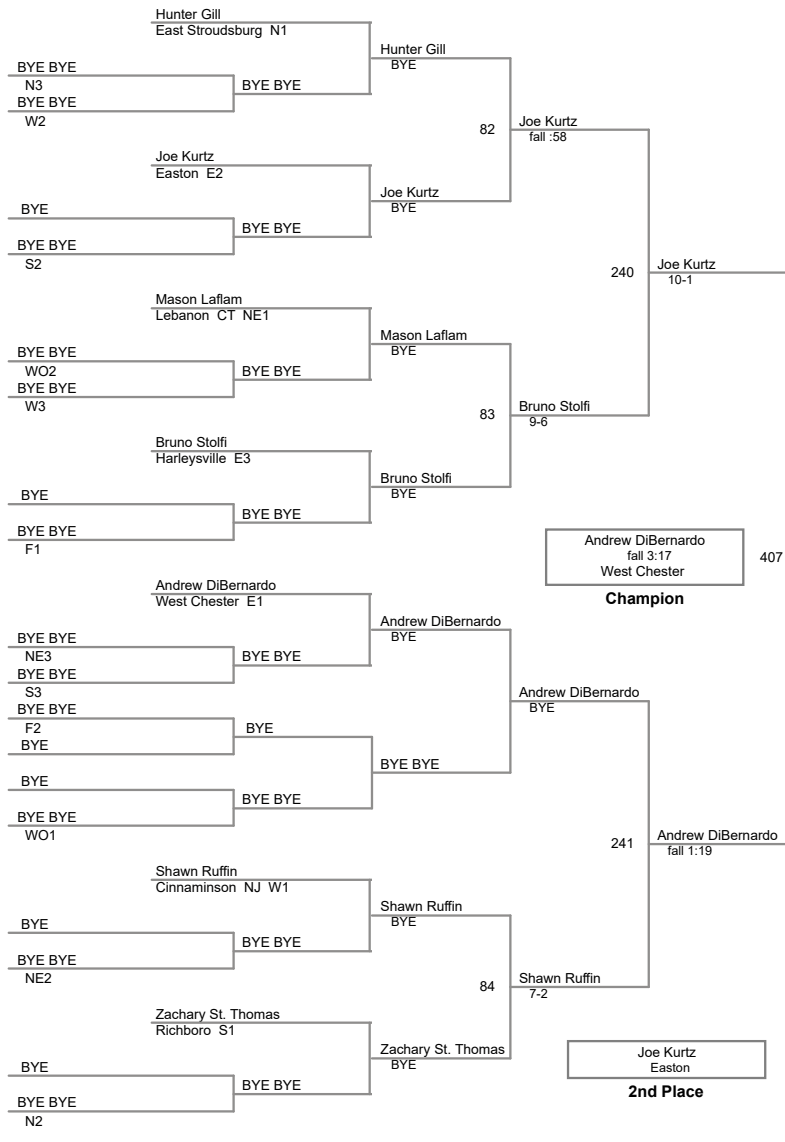 Hunter Gill
East Stroudsburg N1
Hunter Gill
BYE
BYE BYE
N3
BYE BYE
BYE BYE
W2
82
Joe Kurtz
fall :58
Joe Kurtz
Easton E2
Joe Kurtz
BYE
BYE
BYE BYE
BYE BYE
S2
240
Joe Kurtz
10-1
Mason Laflam
Lebanon CT NE1
Mason Laflam
BYE
BYE BYE
WO2
BYE BYE
BYE BYE
W3
83
Bruno Stolfi
9-6
Bruno Stolfi
Harleysville E3
Bruno Stolfi
BYE
BYE
BYE BYE
BYE BYE
F1
Andrew DiBernardo
fall 3:17
West Chester
407
Champion
Andrew DiBernardo
West Chester E1
Andrew DiBernardo
BYE
BYE BYE
NE3
BYE BYE
BYE BYE
S3
Andrew DiBernardo
BYE
BYE BYE
F2
BYE
BYE
BYE BYE
BYE
BYE BYE
BYE BYE
WO1
241
Andrew DiBernardo
fall 1:19
Shawn Ruffin
Cinnaminson NJ W1
Shawn Ruffin
BYE
BYE
BYE BYE
BYE BYE
NE2
84
Shawn Ruffin
7-2
Zachary St. Thomas
Richboro S1
Zachary St. Thomas
BYE
BYE
BYE BYE
BYE BYE
N2
Joe Kurtz
Easton
2nd Place